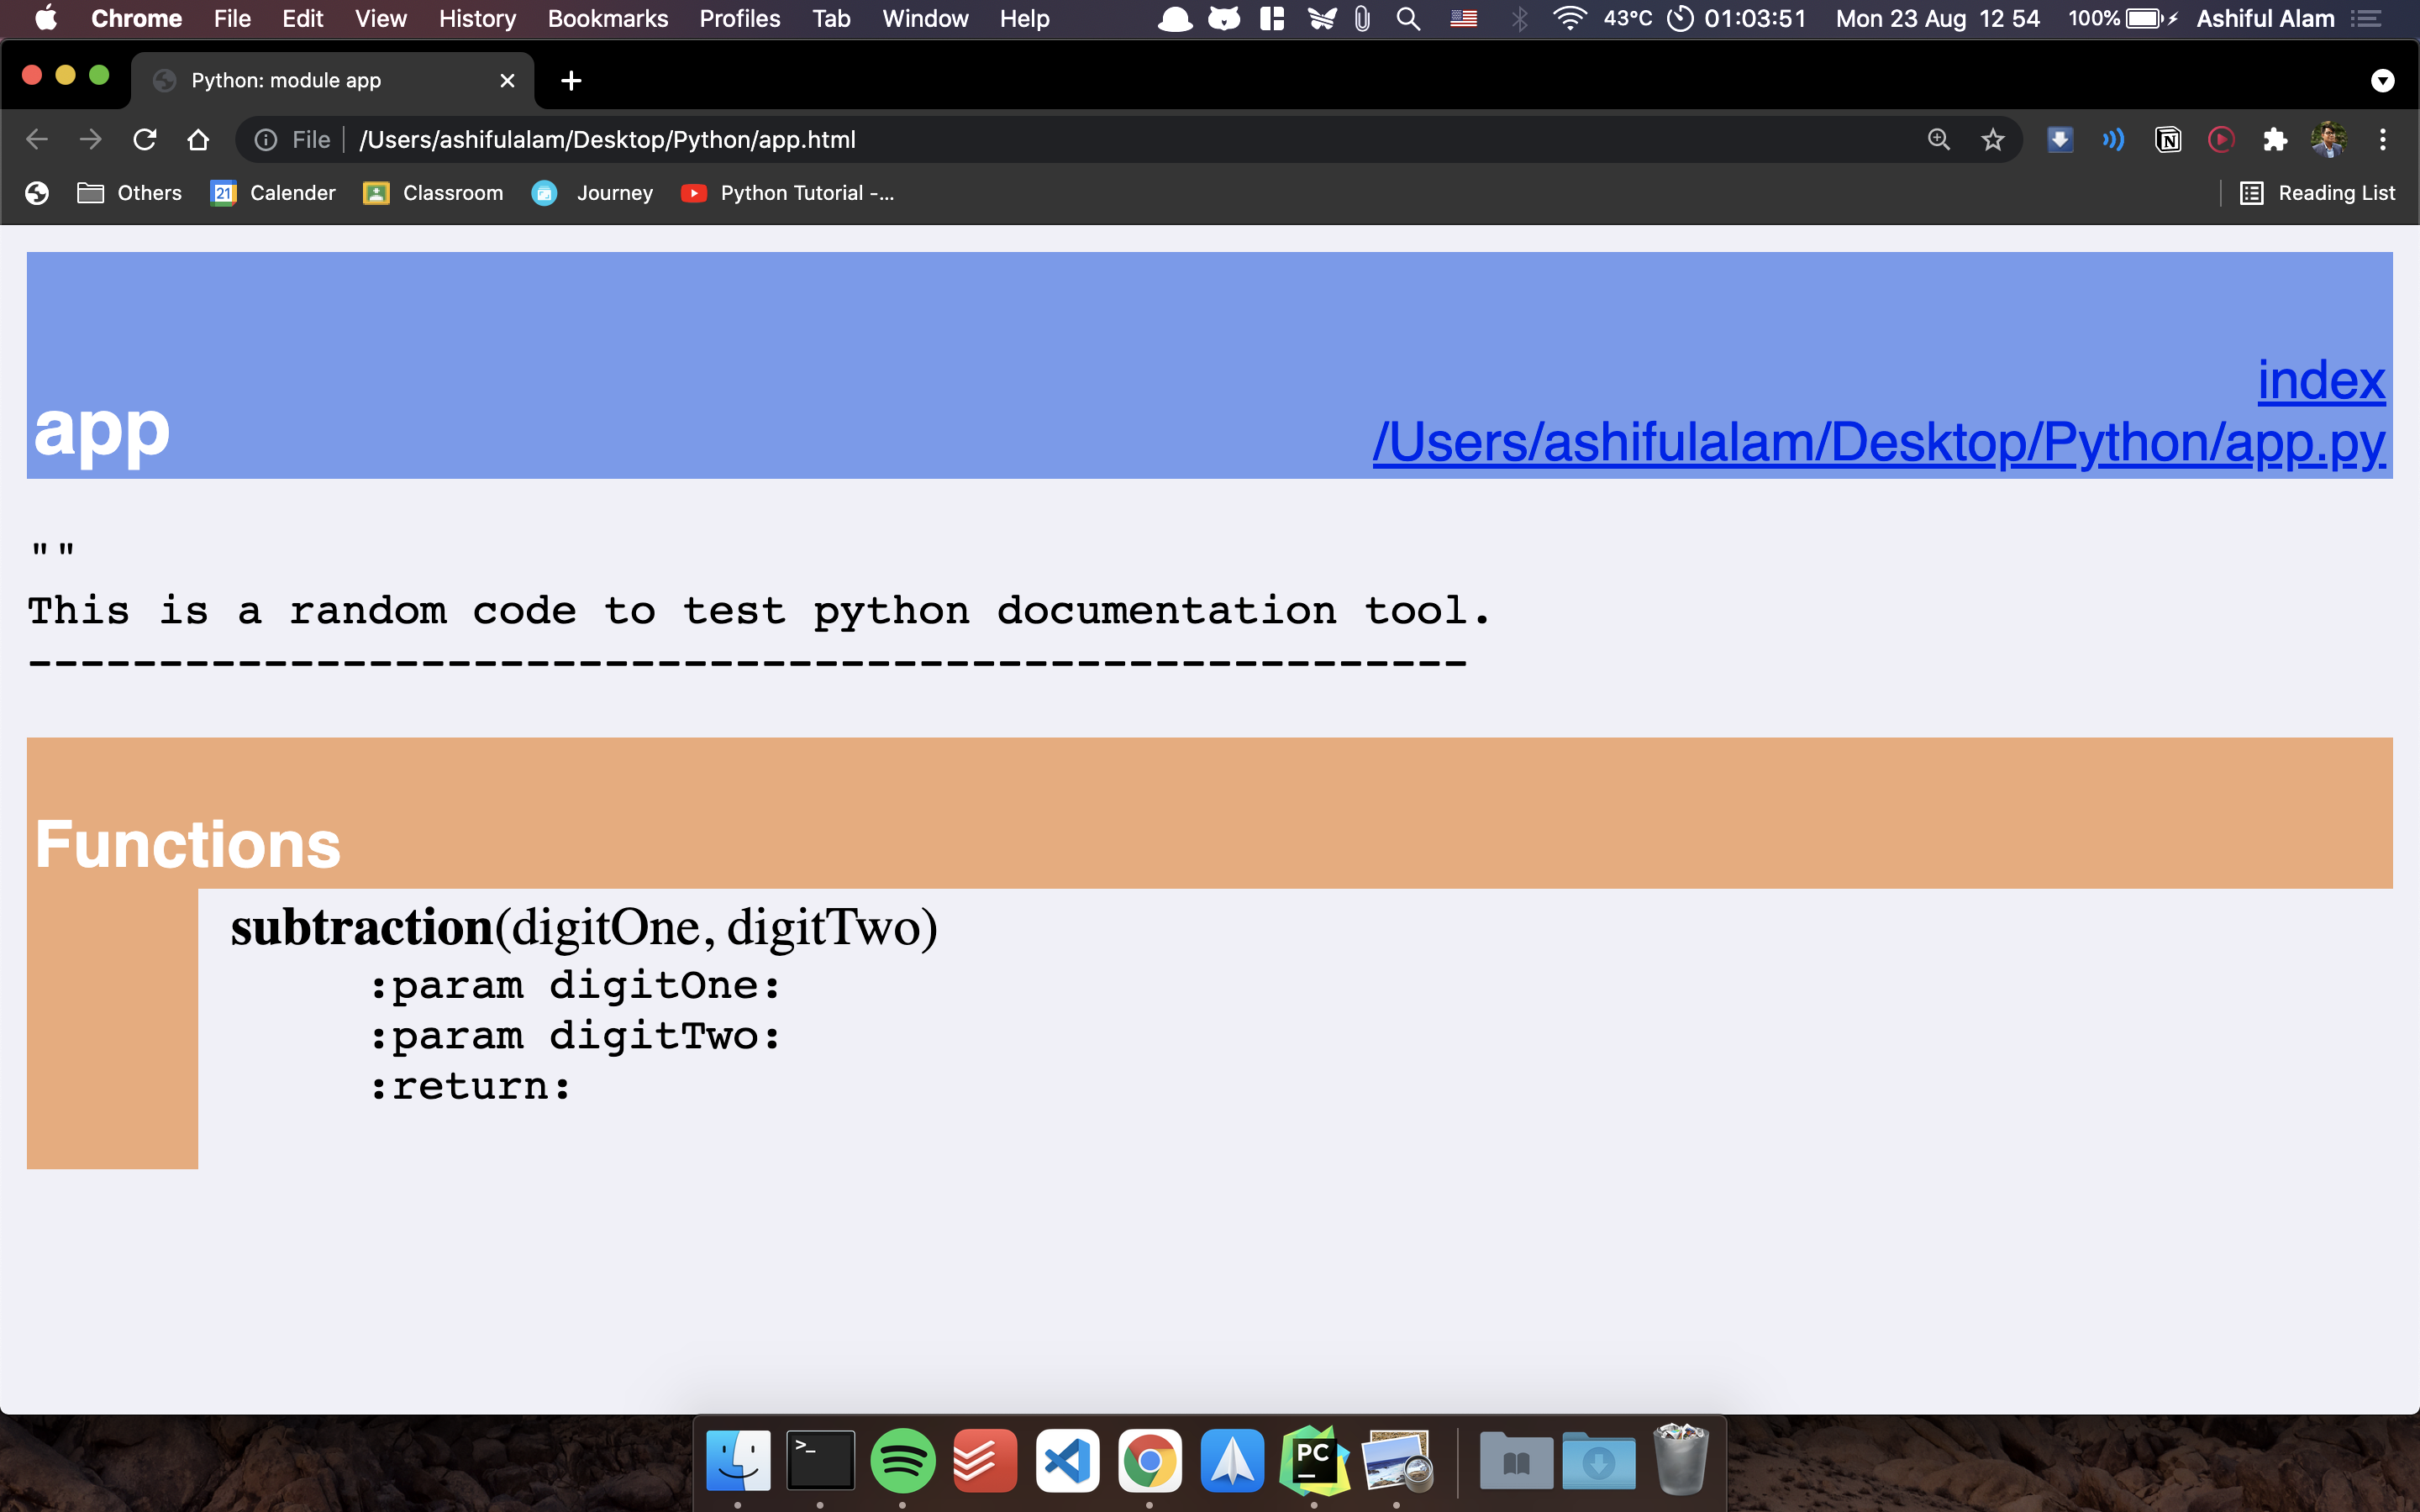 Chrome File Edit View History Bookmarks Profiles Tab Window Help 43°C 01:03:51 Mon 23 Aug 12 54 100% Ashiful Alam
Python: module app
File /Users/ashifulalam/Desktop/Python/app.html
Others 21 Calender Classroom Journey Python Tutorial -... Reading List
index
app /Users/ashifulalam/Desktop/Python/app.py
""
This is a random code to test python documentation tool.
-------------------------------------------------------
Functions
subtraction(digitOne, digitTwo)
:param digitOne:
:param digitTwo:
:return:
>_ PC